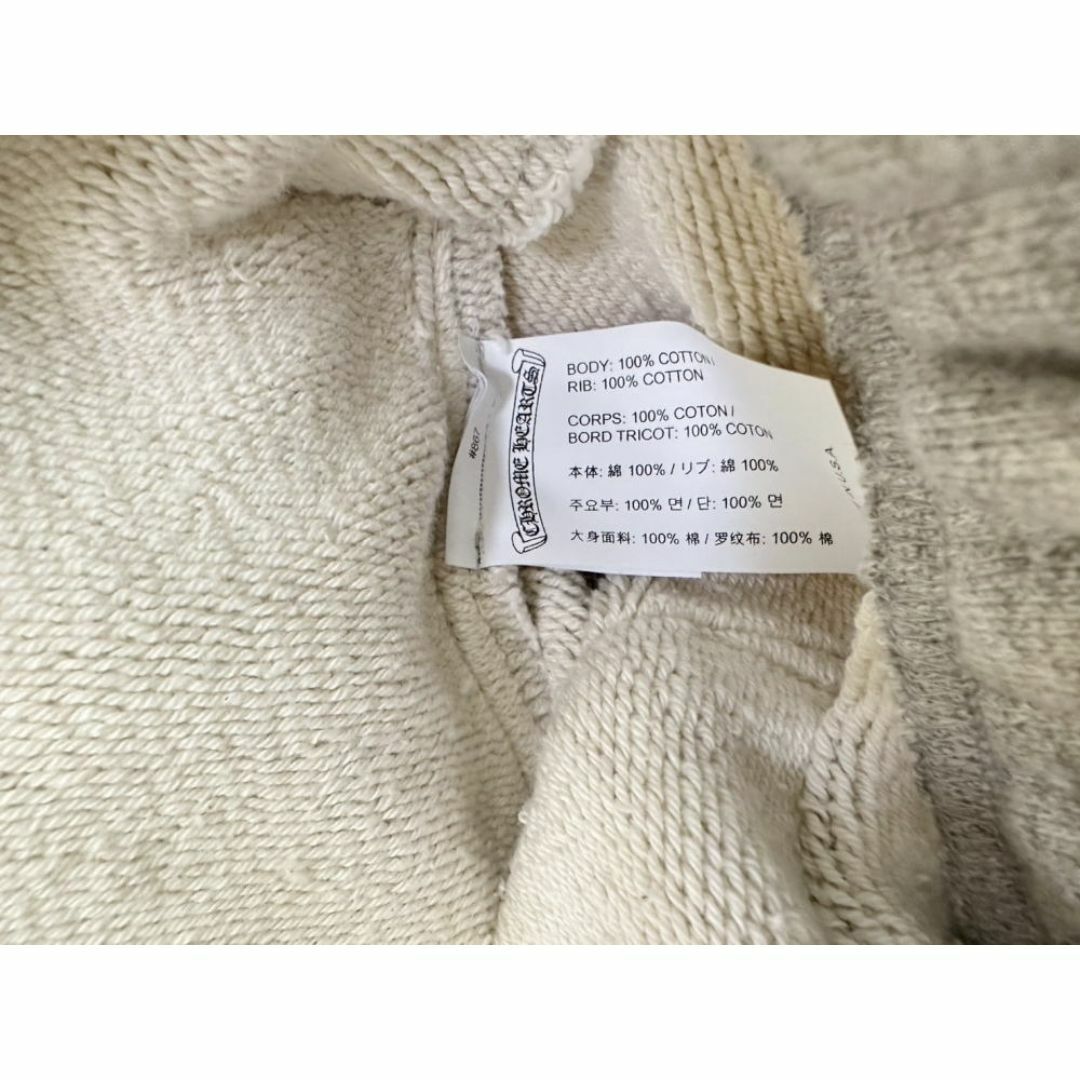 #867
CHROME HEARTS
BODY: 100% COTTON /
RIB: 100% COTTON
CORPS: 100% COTON /
BORD TRICOT: 100% COTON
本体: 綿 100% / リブ: 綿 100%
주요부: 100% 면 / 단: 100% 면
大身面料: 100% 棉 / 罗纹布: 100% 棉
USA